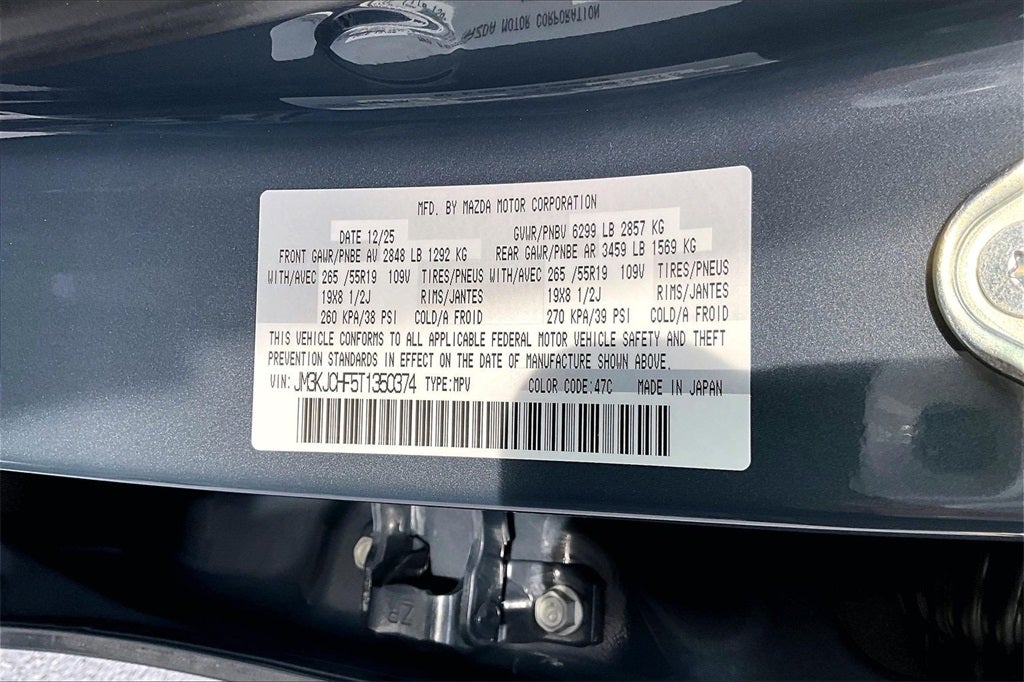 MAZDA MOTOR CORPORATION
MFD. BY MAZDA MOTOR CORPORATION
DATE 12/25 GVWR/PNBV 6299 LB 2857 KG
FRONT GAWR/PNBE AV 2848 LB 1292 KG REAR GAWR/PNBE AR 3459 LB 1569 KG
WITH/AVEC 265 /55R19 109V TIRES/PNEUS WITH/AVEC 265 /55R19 109V TIRES/PNEUS
19X8 1/2J RIMS/JANTES 19X8 1/2J RIMS/JANTES
260 KPA/38 PSI COLD/A FROID 270 KPA/39 PSI COLD/A FROID
THIS VEHICLE CONFORMS TO ALL APPLICABLE FEDERAL MOTOR VEHICLE SAFETY AND THEFT
PREVENTION STANDARDS IN EFFECT ON THE DATE OF MANUFACTURE SHOWN ABOVE.
VIN: JM3KJCHF5T1350374 TYPE:MPV COLOR CODE:47C MADE IN JAPAN